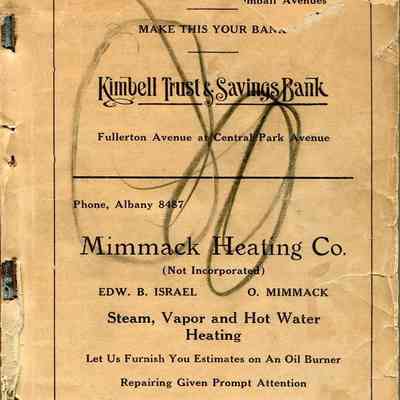 Avenues
MAKE THIS YOUR BANK
Kimbell Trust & Savings Bank
Fullerton Avenue at Central Park Avenue
Phone, Albany 8487
Mimmack Heating Co.
(Not Incorporated)
EDW. B. ISRAEL O. MIMMACK
Steam, Vapor and Hot Water
Heating
Let Us Furnish You Estimates on An Oil Burner
Repairing Given Prompt Attention